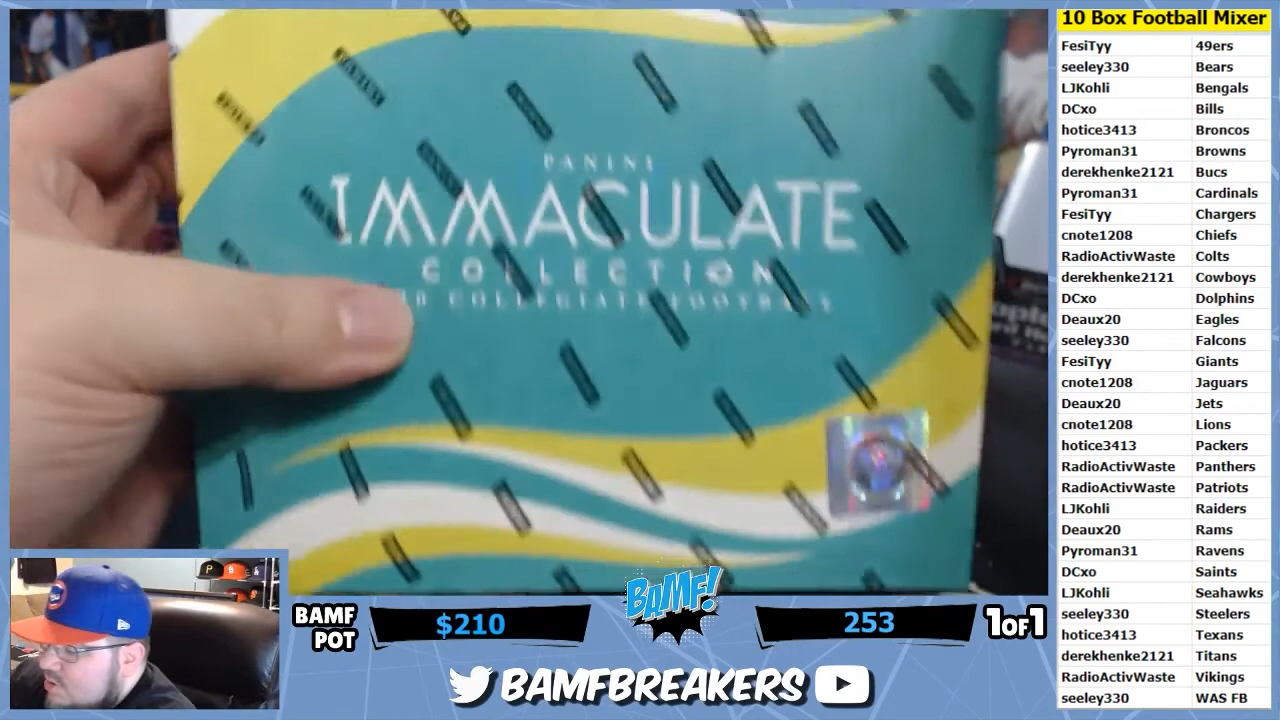 PANINI
IMMACULATE
COLLECTION
COLLEGIATE FOOTBALL
10 Box Football Mixer
FesiTyy 49ers
seeley330 Bears
LJKohli Bengals
DCxo Bills
hotice3413 Broncos
Pyroman31 Browns
derekhenke2121 Bucs
Pyroman31 Cardinals
FesiTyy Chargers
cnote1208 Chiefs
RadioActivWaste Colts
derekhenke2121 Cowboys
DCxo Dolphins
Deaux20 Eagles
seeley330 Falcons
FesiTyy Giants
cnote1208 Jaguars
Deaux20 Jets
cnote1208 Lions
hotice3413 Packers
RadioActivWaste Panthers
RadioActivWaste Patriots
LJKohli Raiders
Deaux20 Rams
Pyroman31 Ravens
DCxo Saints
LJKohli Seahawks
seeley330 Steelers
hotice3413 Texans
derekhenke2121 Titans
RadioActivWaste Vikings
seeley330 WAS FB
BAMF POT $210 BAMF! 253 1OF1
BAMFBREAKERS